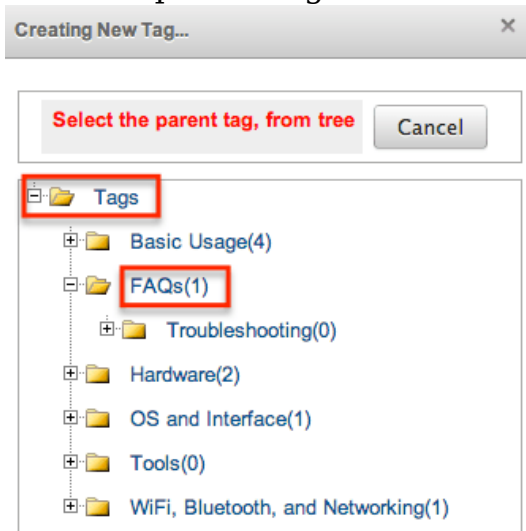 Creating New Tag...
Select the parent tag, from tree
Cancel
Tags
Basic Usage(4)
FAQs(1)
Troubleshooting(0)
Hardware(2)
OS and Interface(1)
Tools(0)
WiFi, Bluetooth, and Networking(1)